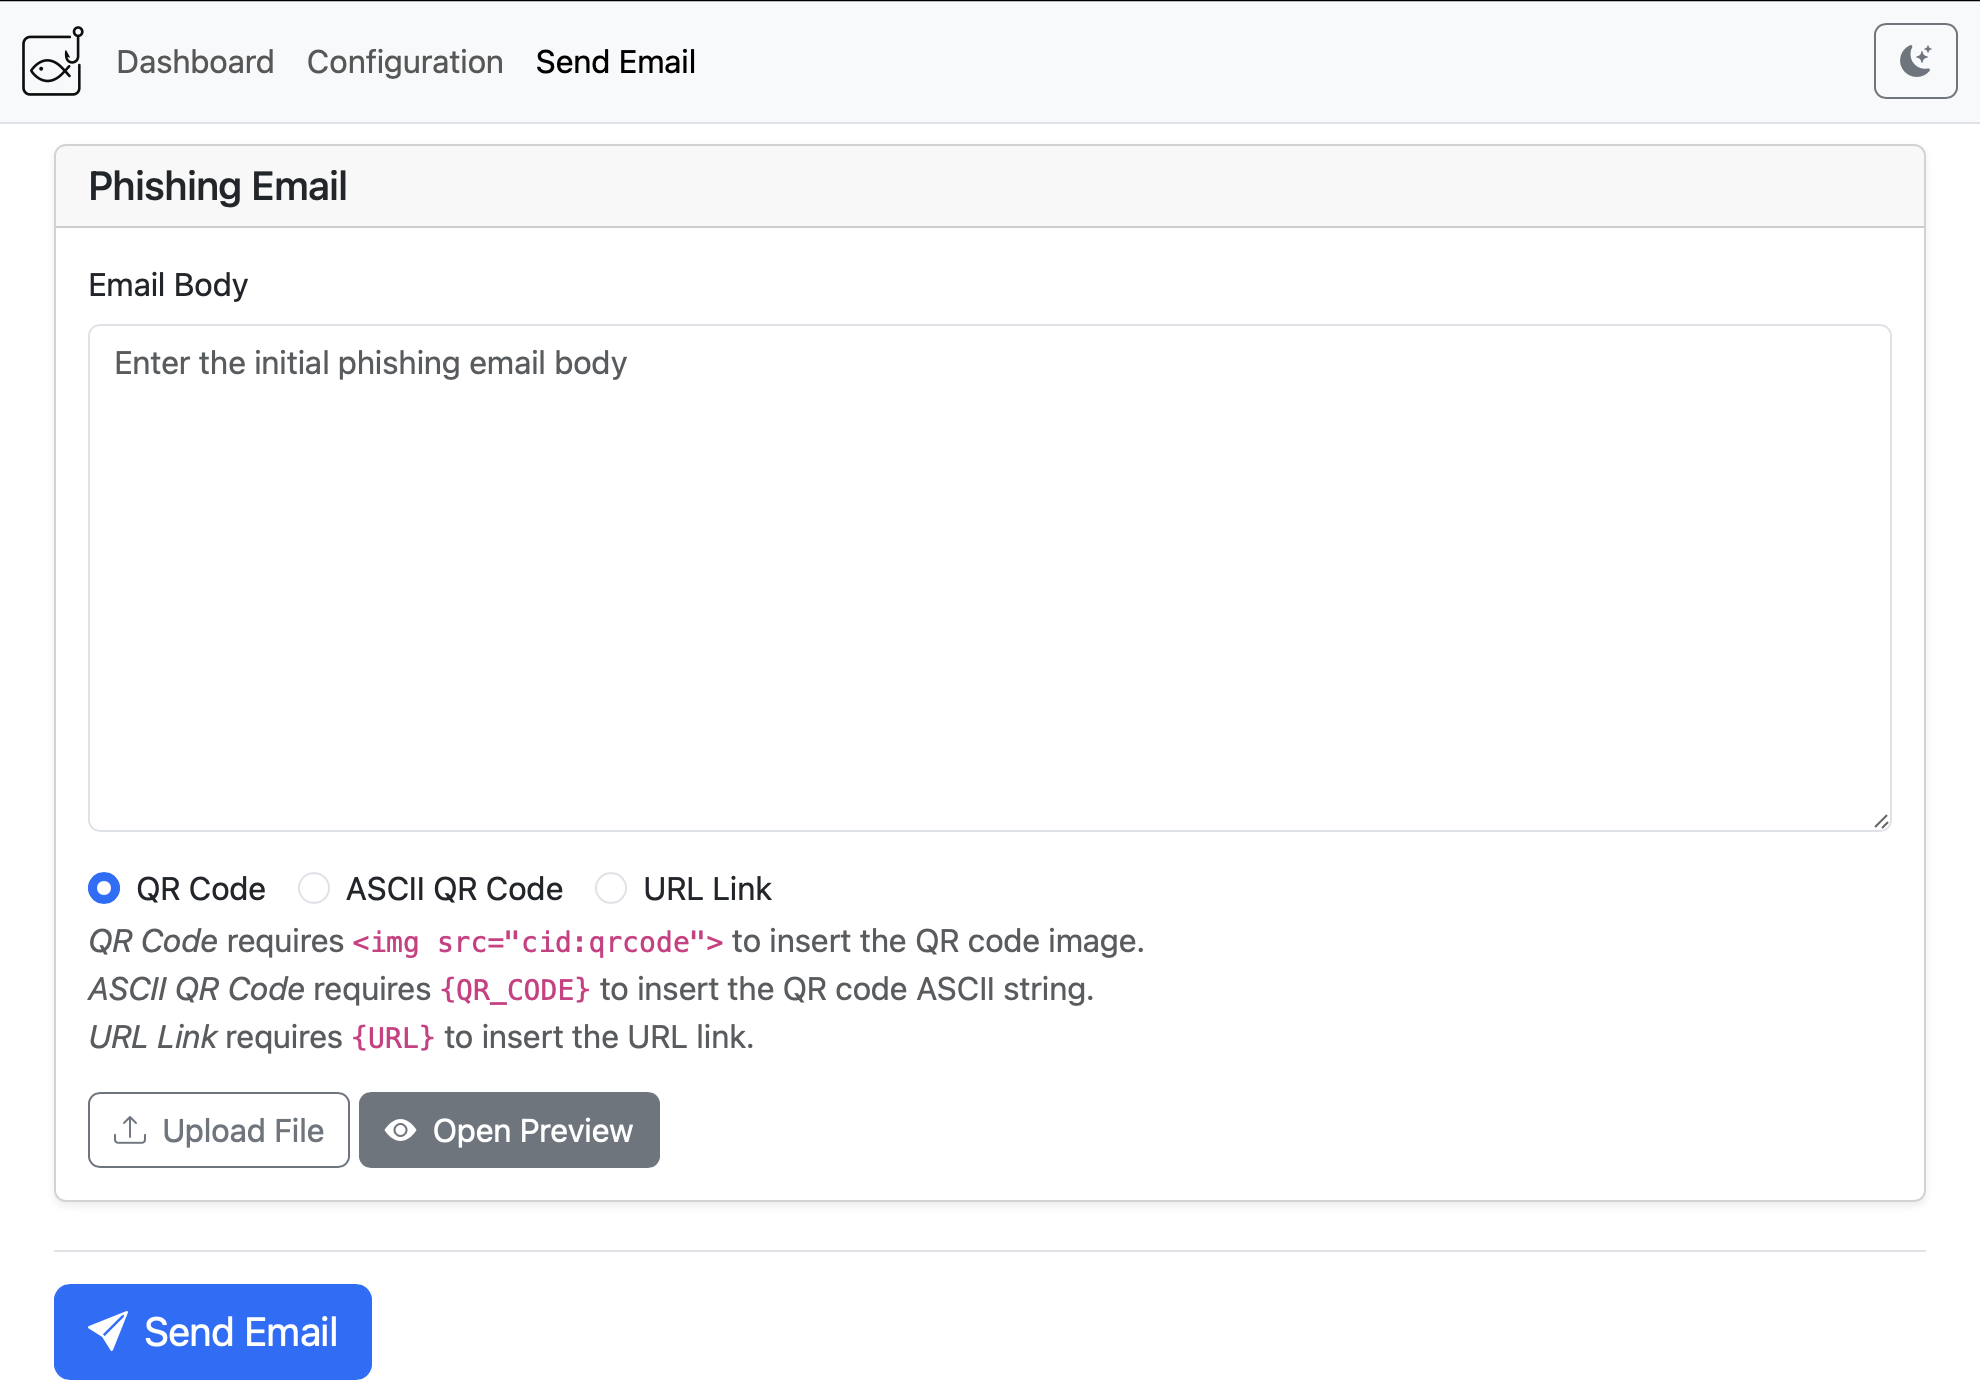 Dashboard Configuration Send Email
Phishing Email
Email Body
Enter the initial phishing email body
QR Code ASCII QR Code URL Link
QR Code requires <img src="cid:qrcode"> to insert the QR code image.
ASCII QR Code requires {QR_CODE} to insert the QR code ASCII string.
URL Link requires {URL} to insert the URL link.
Upload File Open Preview
Send Email